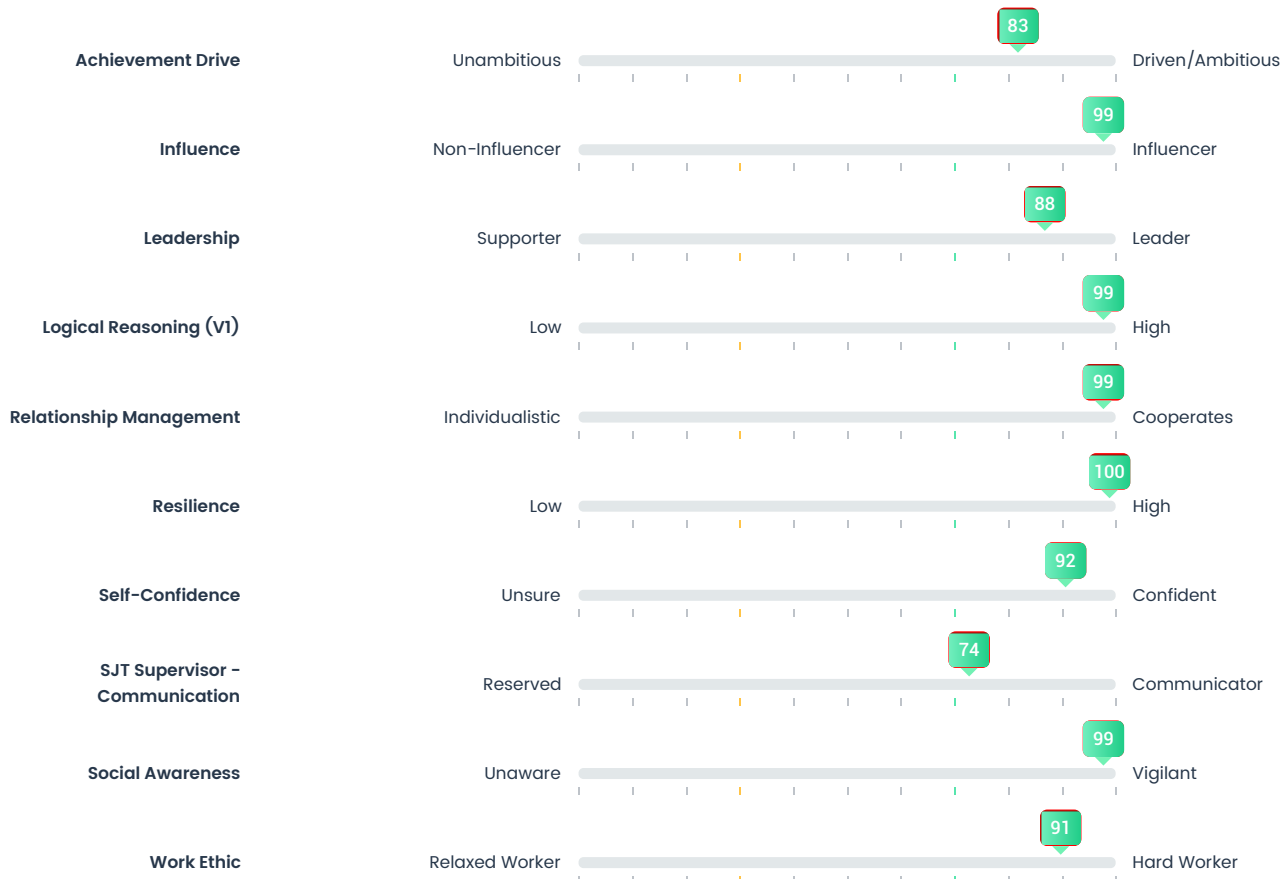 83
Achievement Drive Unambitious Driven/Ambitious
99
Influence Non-Influencer Influencer
88
Leadership Supporter Leader
99
Logical Reasoning (V1) Low High
99
Relationship Management Individualistic Cooperates
100
Resilience Low High
92
Self-Confidence Unsure Confident
74
SJT Supervisor -
Communication Reserved Communicator
99
Social Awareness Unaware Vigilant
91
Work Ethic Relaxed Worker Hard Worker